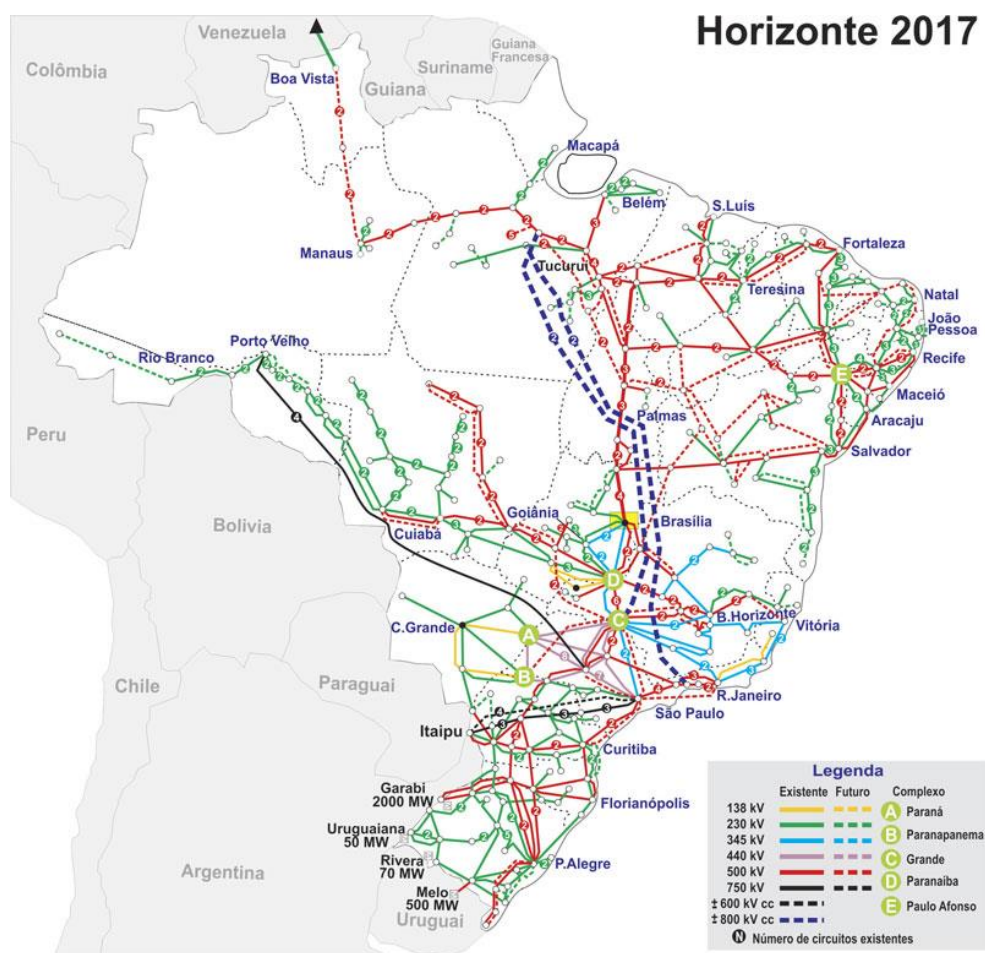 Horizonte 2017
Venezuela
Guiana
Francesa
Suriname
Colômbia
Boa Vista
Guiana
Macapá
Belém
S.Luís
Manaus
Fortaleza
Tucuruí
Teresina
Natal
João
Pessoa
Porto Velho
Rio Branco
Recife
E
Maceió
Palmas
Aracaju
Peru
Salvador
Goiânia
Brasília
Bolivia
Cuiabá
D
C
B.Horizonte
Vitória
C.Grande
A
B
Chile
Paraguai
R.Janeiro
São Paulo
Itaipu
Curitiba
Garabi
2000 MW
Florianópolis
Uruguaiana
50 MW
Rivera
70 MW
P.Alegre
Argentina
Melo
500 MW
Uruguai
Legenda
Existente Futuro Complexo
138 kV A Paraná
230 kV
345 kV B Paranapanema
440 kV C Grande
500 kV
750 kV D Paranaíba
±600 kV cc E Paulo Afonso
±800 kV cc
N Número de circuitos existentes